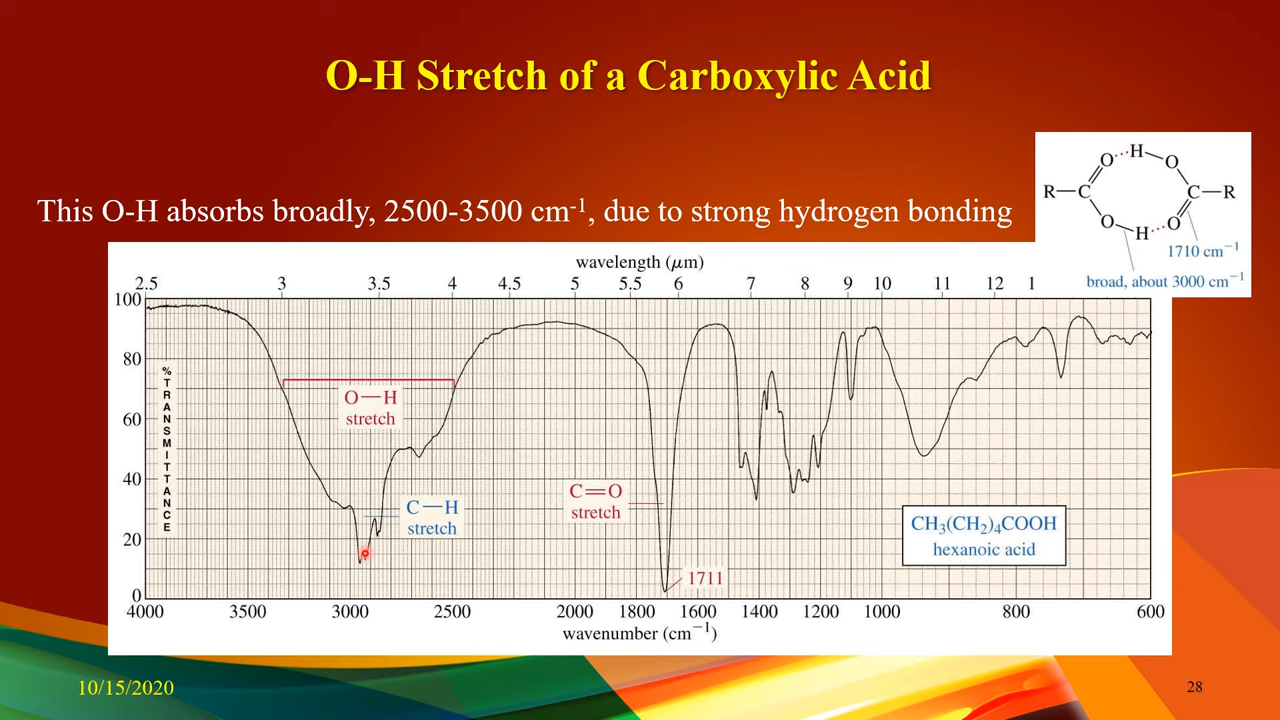 O-H Stretch of a Carboxylic Acid
This O-H absorbs broadly, 2500-3500 cm⁻¹, due to strong hydrogen bonding
O H O
R C C R
O H O
1710 cm⁻¹
broad, about 3000 cm⁻¹
wavelength (μm)
2.5 3 3.5 4 4.5 5 5.5 6 7 8 9 10 11 12 1
100
80
60
40
20
0
% TRANSMITTANCE
O—H
stretch
C—H
stretch
C=O
stretch
1711
CH₃(CH₂)₄COOH
hexanoic acid
4000 3500 3000 2500 2000 1800 1600 1400 1200 1000 800 600
wavenumber (cm⁻¹)
10/15/2020
28